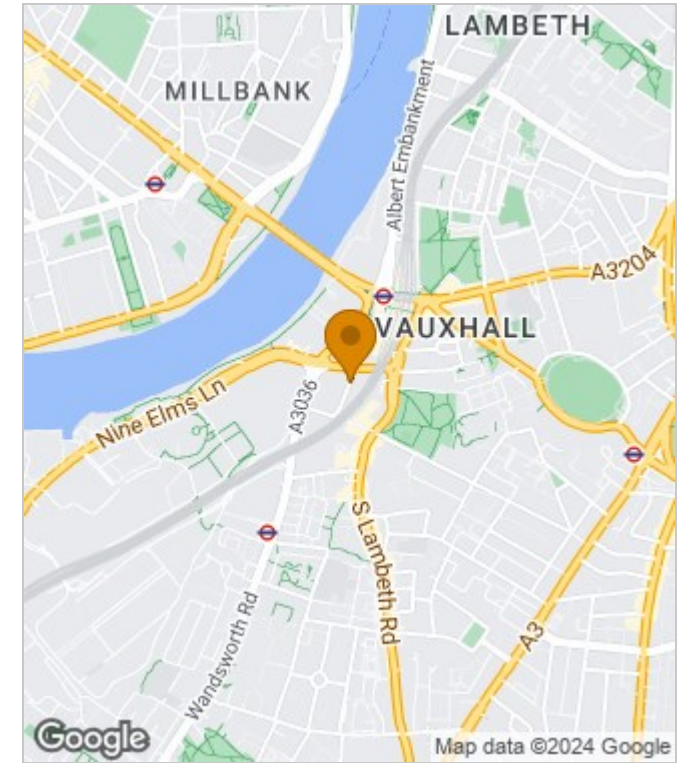 LAMBETH
MILLBANK
Albert Embankment
A3204
VAUXHALL
A3036
Nine Elms Ln
S Lambeth Rd
A3
Wandsworth Rd
Google
Map data ©2024 Google